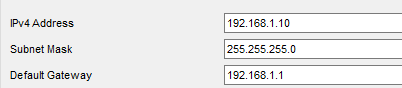 IPv4 Address 192.168.1.10
Subnet Mask 255.255.255.0
Default Gateway 192.168.1.1